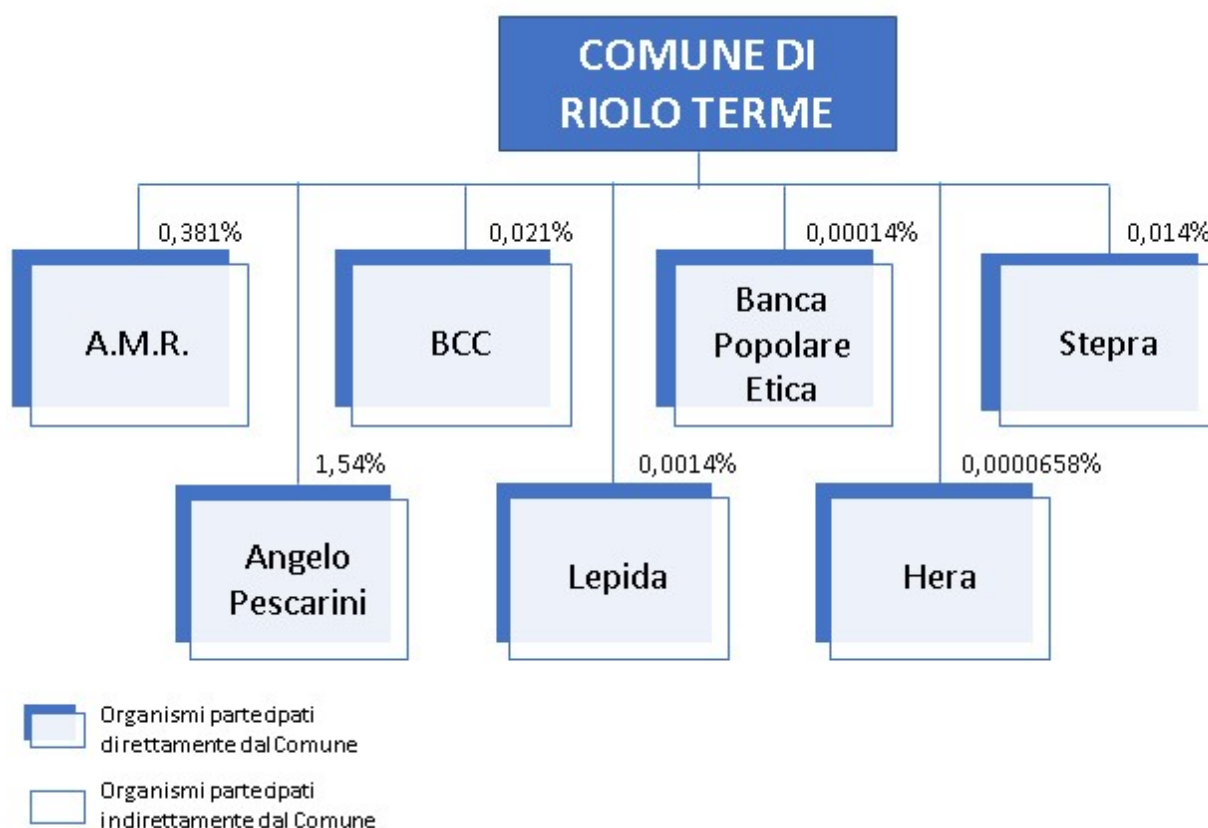 COMUNE DI
RIOLO TERME
0,381%
0,021%
0,00014%
0,014%
A.M.R.
BCC
Banca
Popolare
Etica
Stepra
1,54%
0,0014%
0,0000658%
Angelo
Pescarini
Lepida
Hera
Organismi partecipati
direttamente dal Comune
Organismi partecipati
indirettamente dal Comune